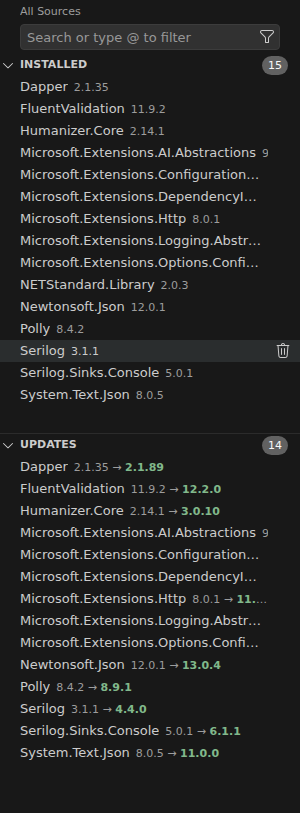 All Sources
Search or type @ to filter
INSTALLED 15
Dapper 2.1.35
FluentValidation 11.9.2
Humanizer.Core 2.14.1
Microsoft.Extensions.AI.Abstractions 9
Microsoft.Extensions.Configuration...
Microsoft.Extensions.DependencyI...
Microsoft.Extensions.Http 8.0.1
Microsoft.Extensions.Logging.Abstr...
Microsoft.Extensions.Options.Confi...
NETStandard.Library 2.0.3
Newtonsoft.Json 12.0.1
Polly 8.4.2
Serilog 3.1.1
Serilog.Sinks.Console 5.0.1
System.Text.Json 8.0.5
UPDATES 14
Dapper 2.1.35 → 2.1.89
FluentValidation 11.9.2 → 12.2.0
Humanizer.Core 2.14.1 → 3.0.10
Microsoft.Extensions.AI.Abstractions 9
Microsoft.Extensions.Configuration...
Microsoft.Extensions.DependencyI...
Microsoft.Extensions.Http 8.0.1 → 11....
Microsoft.Extensions.Logging.Abstr...
Microsoft.Extensions.Options.Confi...
Newtonsoft.Json 12.0.1 → 13.0.4
Polly 8.4.2 → 8.9.1
Serilog 3.1.1 → 4.4.0
Serilog.Sinks.Console 5.0.1 → 6.1.1
System.Text.Json 8.0.5 → 11.0.0